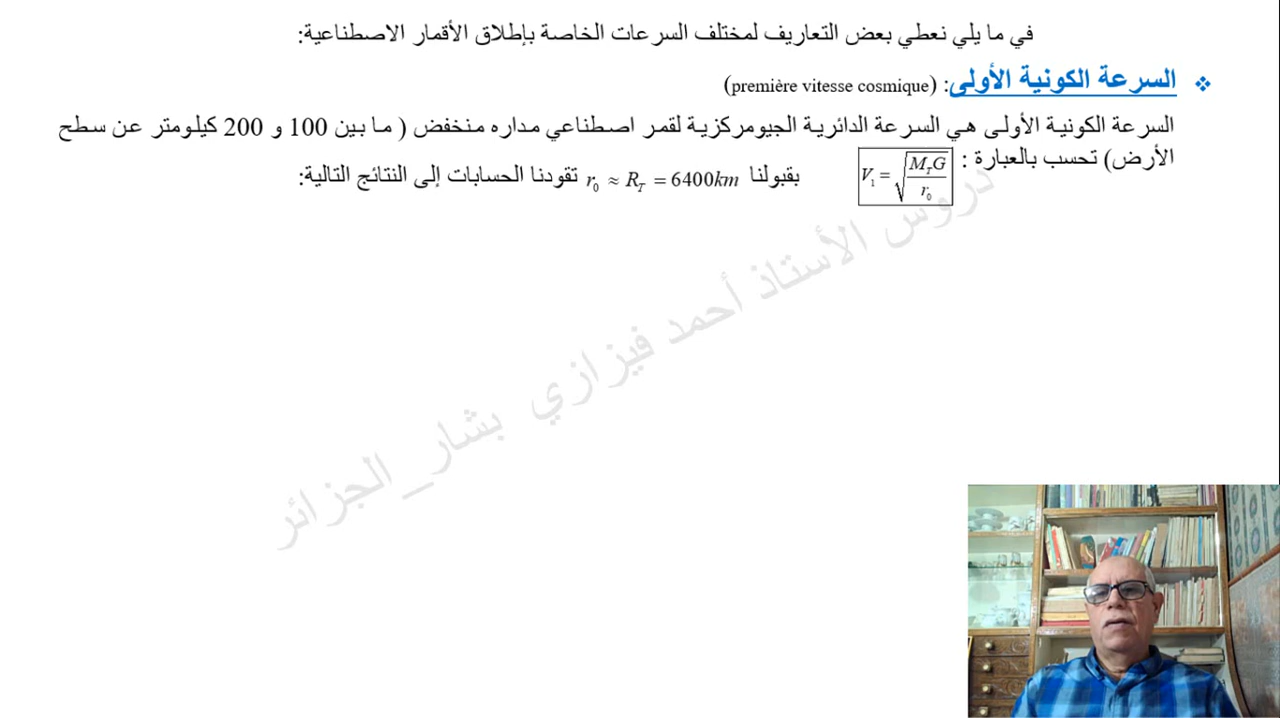 في ما يلي نعطي بعض التعاريف لمختلف السرعات الخاصة بإطلاق الأقمار الاصطناعية:
❖ السرعة الكونية الأولى: (première vitesse cosmique)
السرعة الكونية الأولى هي السرعة الدائرية الجيومركزية لقمر اصطناعي مداره منخفض ( ما بين 100 و 200 كيلومتر عن سطح
الأرض) تحسب بالعبارة : V₁ = √(M_T G / r₀) بقبولنا r₀ ≈ R_T = 6400km تقودنا الحسابات إلى النتائج التالية:
دروس الأستاذ أحمد فيزازي بشار_الجزائر